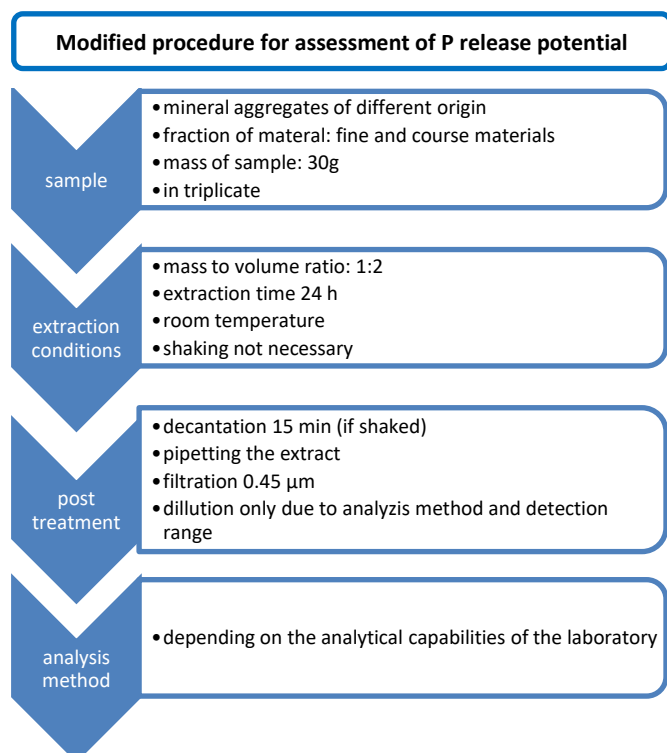 Modified procedure for assessment of P release potential
sample
•mineral aggregates of different origin
•fraction of materal: fine and course materials
•mass of sample: 30g
•in triplicate
extraction
conditions
•mass to volume ratio: 1:2
•extraction time 24 h
•room temperature
•shaking not necessary
post
treatment
•decantation 15 min (if shaked)
•pipetting the extract
•filtration 0.45 µm
•dillution only due to analyzis method and detection
range
analysis
method
•depending on the analytical capabilities of the laboratory